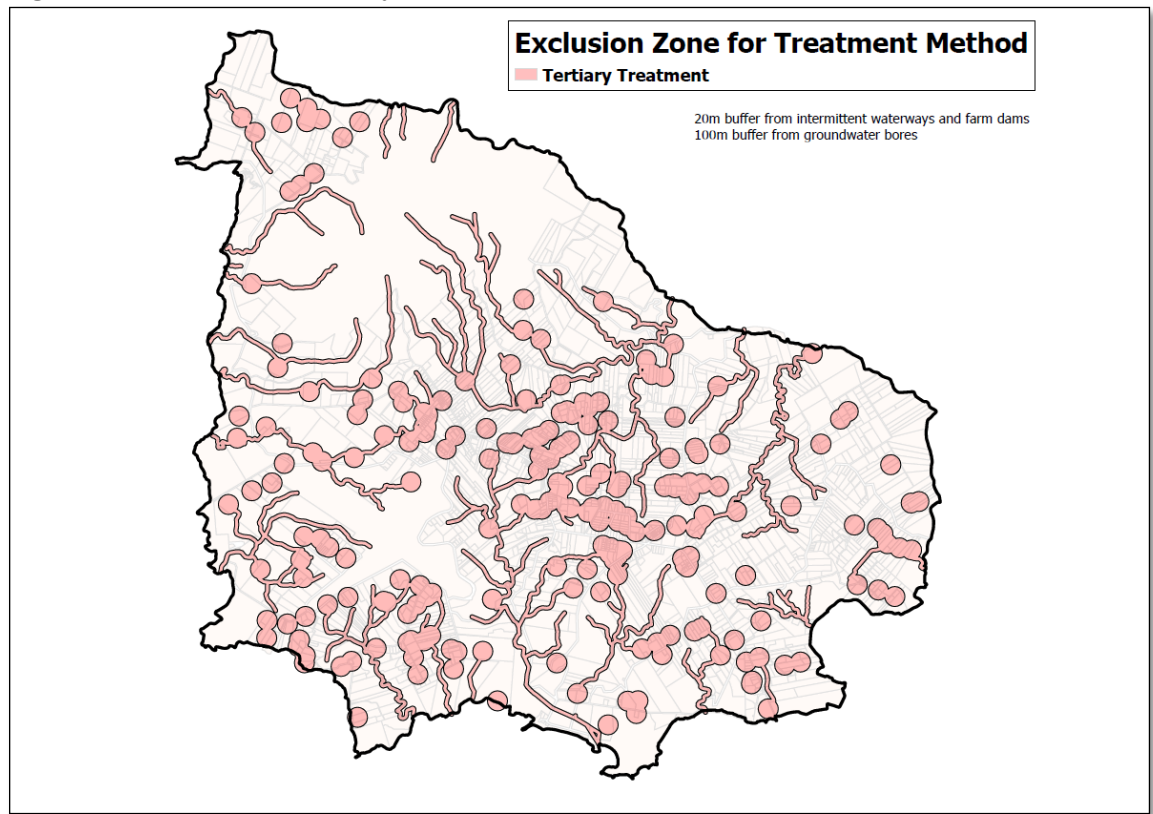 Exclusion Zone for Treatment Method
Tertiary Treatment
20m buffer from intermittent waterways and farm dams
100m buffer from groundwater bores